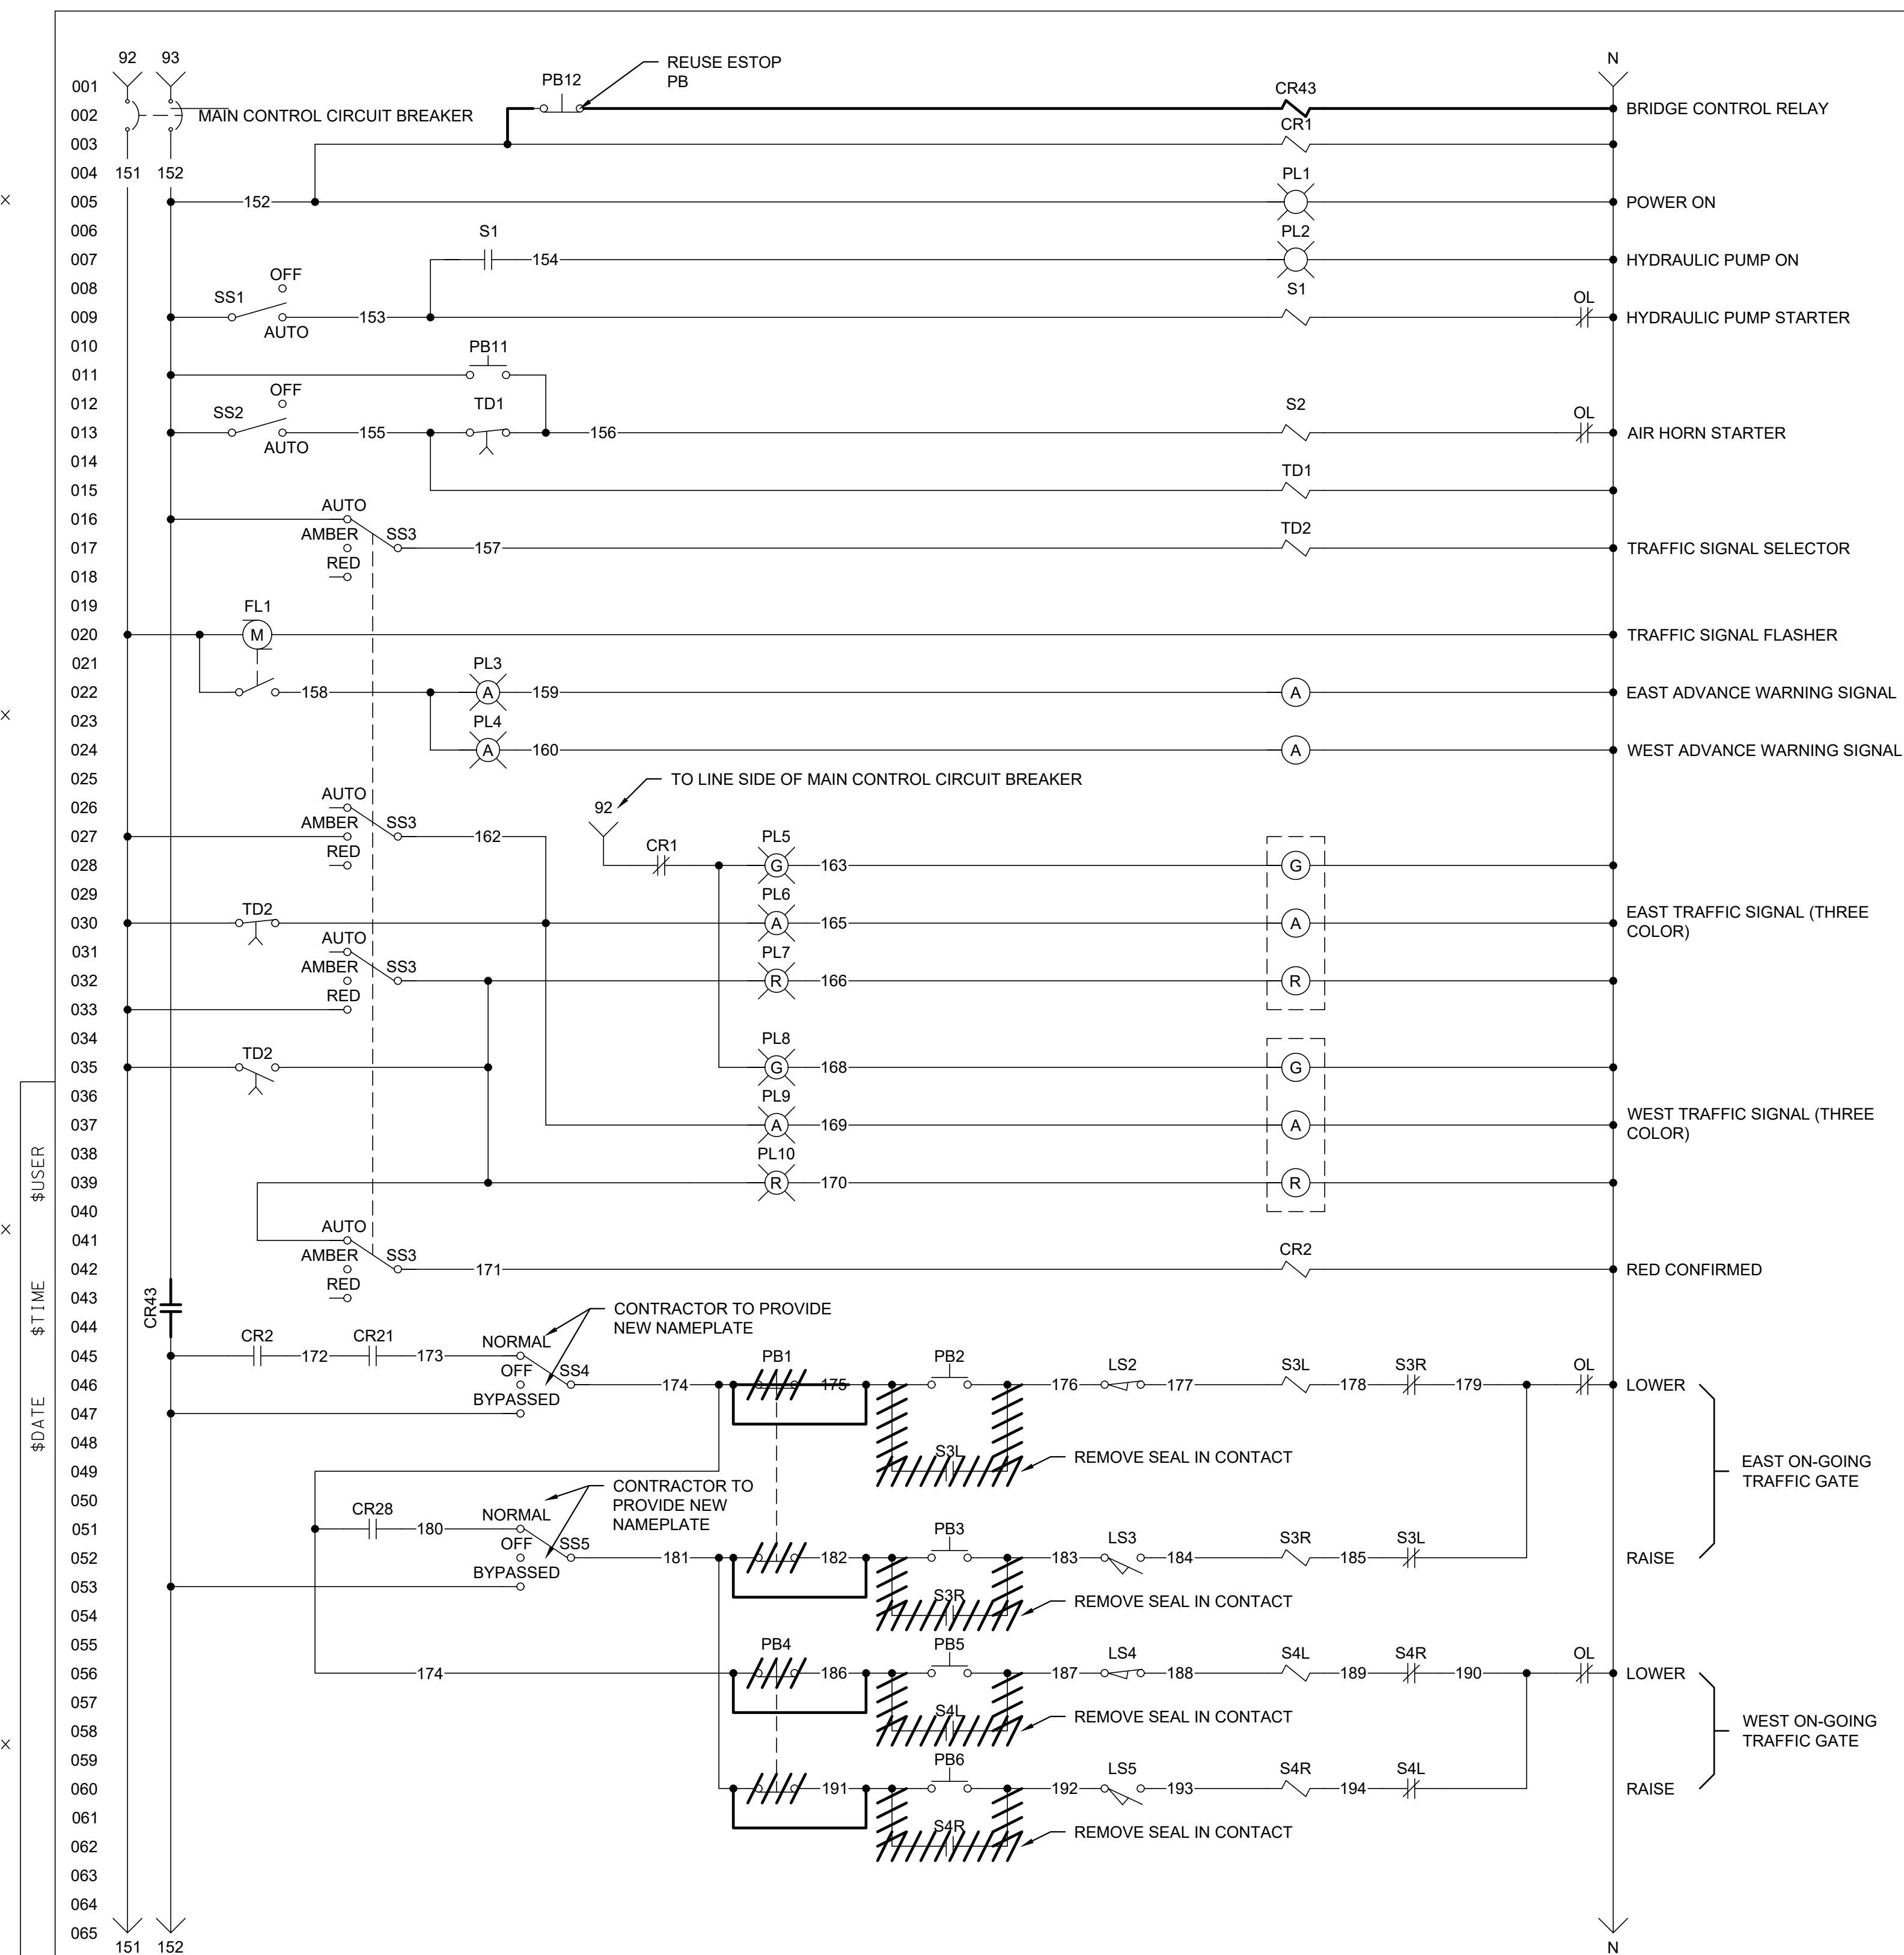 92 93 N
PB12 REUSE ESTOP
PB
001
CR43
002 MAIN CONTROL CIRCUIT BREAKER BRIDGE CONTROL RELAY
CR1
003
004 151 152
PL1
005 152 POWER ON
006 S1 PL2
007 154 HYDRAULIC PUMP ON
OFF
008 SS1 S1 OL
009 153 HYDRAULIC PUMP STARTER
AUTO
010 PB11
011
OFF
012 SS2 TD1 S2 OL
013 155 156 AIR HORN STARTER
AUTO
014
TD1
015
AUTO
016
AMBER SS3 TD2
017 157 TRAFFIC SIGNAL SELECTOR
RED
018
019 FL1
020 M TRAFFIC SIGNAL FLASHER
021 PL3
022 158 A 159 A EAST ADVANCE WARNING SIGNAL
023 PL4
024 A 160 A WEST ADVANCE WARNING SIGNAL
025 TO LINE SIDE OF MAIN CONTROL CIRCUIT BREAKER
AUTO
026 92
AMBER SS3
027 162 PL5
RED CR1
028 G 163 G
029 PL6
TD2
030 A 165 A EAST TRAFFIC SIGNAL (THREE
COLOR)
AUTO
031 PL7
AMBER SS3
032 R 166 R
RED
033
034 PL8
TD2
035 G 168 G
036 PL9
037 A 169 A WEST TRAFFIC SIGNAL (THREE
COLOR)
038 PL10
039 R 170 R
040
AUTO
041
AMBER SS3 CR2
042 171 RED CONFIRMED
RED
043
CR43
CONTRACTOR TO PROVIDE
NEW NAMEPLATE
044
CR2 CR21 NORMAL
045 172 173
OFF SS4 PB1 PB2 LS2 S3L S3R OL
046 174 175 176 177 178 179 LOWER
BYPASSED
047
048
S3L REMOVE SEAL IN CONTACT
049 EAST ON-GOING
TRAFFIC GATE
CONTRACTOR TO
PROVIDE NEW
NAMEPLATE
050
CR28 NORMAL
051 180
OFF SS5 PB3 LS3 S3R S3L
052 181 182 183 184 185 RAISE
BYPASSED
053
S3R REMOVE SEAL IN CONTACT
054
055 PB4 PB5 LS4 S4L S4R OL
056 174 186 187 188 189 190 LOWER
057
S4L REMOVE SEAL IN CONTACT
058 WEST ON-GOING
TRAFFIC GATE
059 PB6 LS5 S4R S4L
060 191 192 193 194 RAISE
061
S4R REMOVE SEAL IN CONTACT
062
063
064
065
151 152 N
$USER
$TIME
$DATE